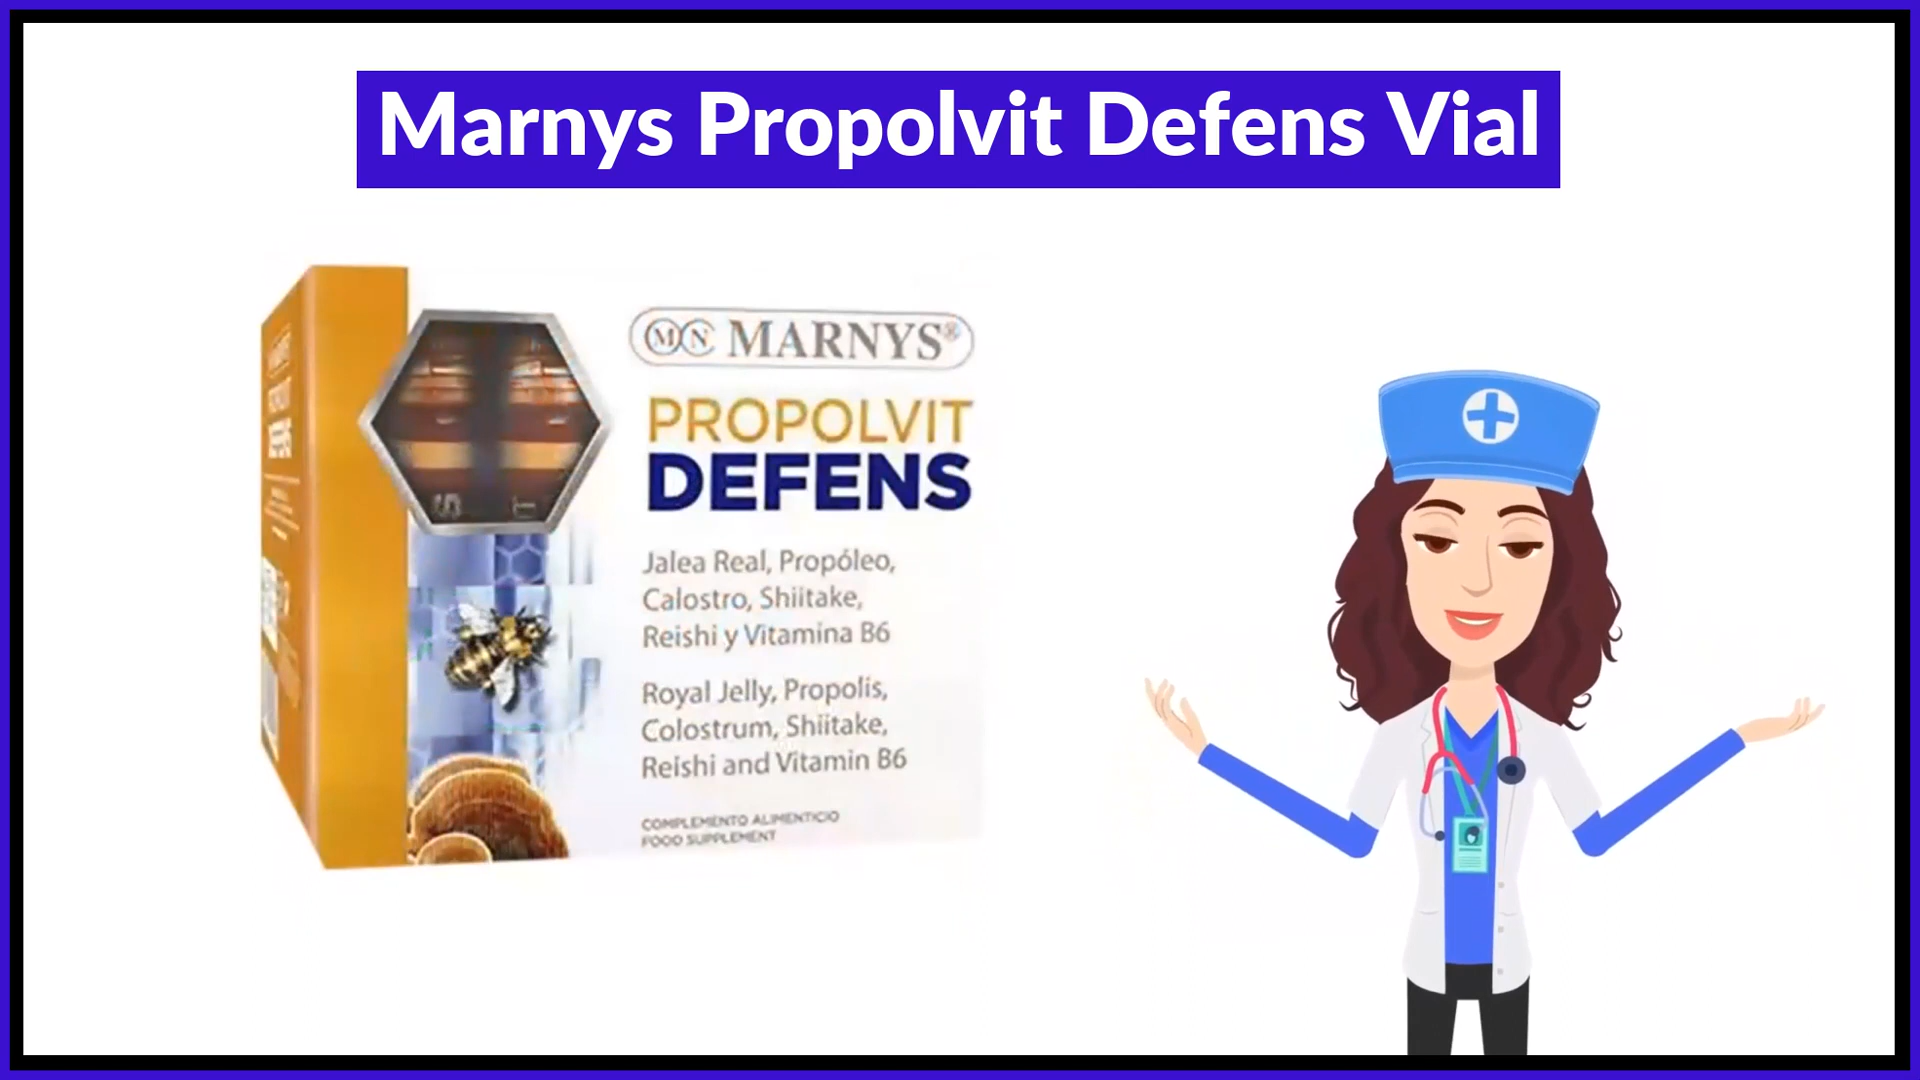 Marnys Propolvit Defens Vial
MN MARNYS®
PROPOLVIT
DEFENS
Jalea Real, Propóleo,
Calostro, Shiitake,
Reishi y Vitamina B6
Royal Jelly, Propolis,
Colostrum, Shiitake,
Reishi and Vitamin B6
COMPLEMENTO ALIMENTICIO
FOOD SUPPLEMENT